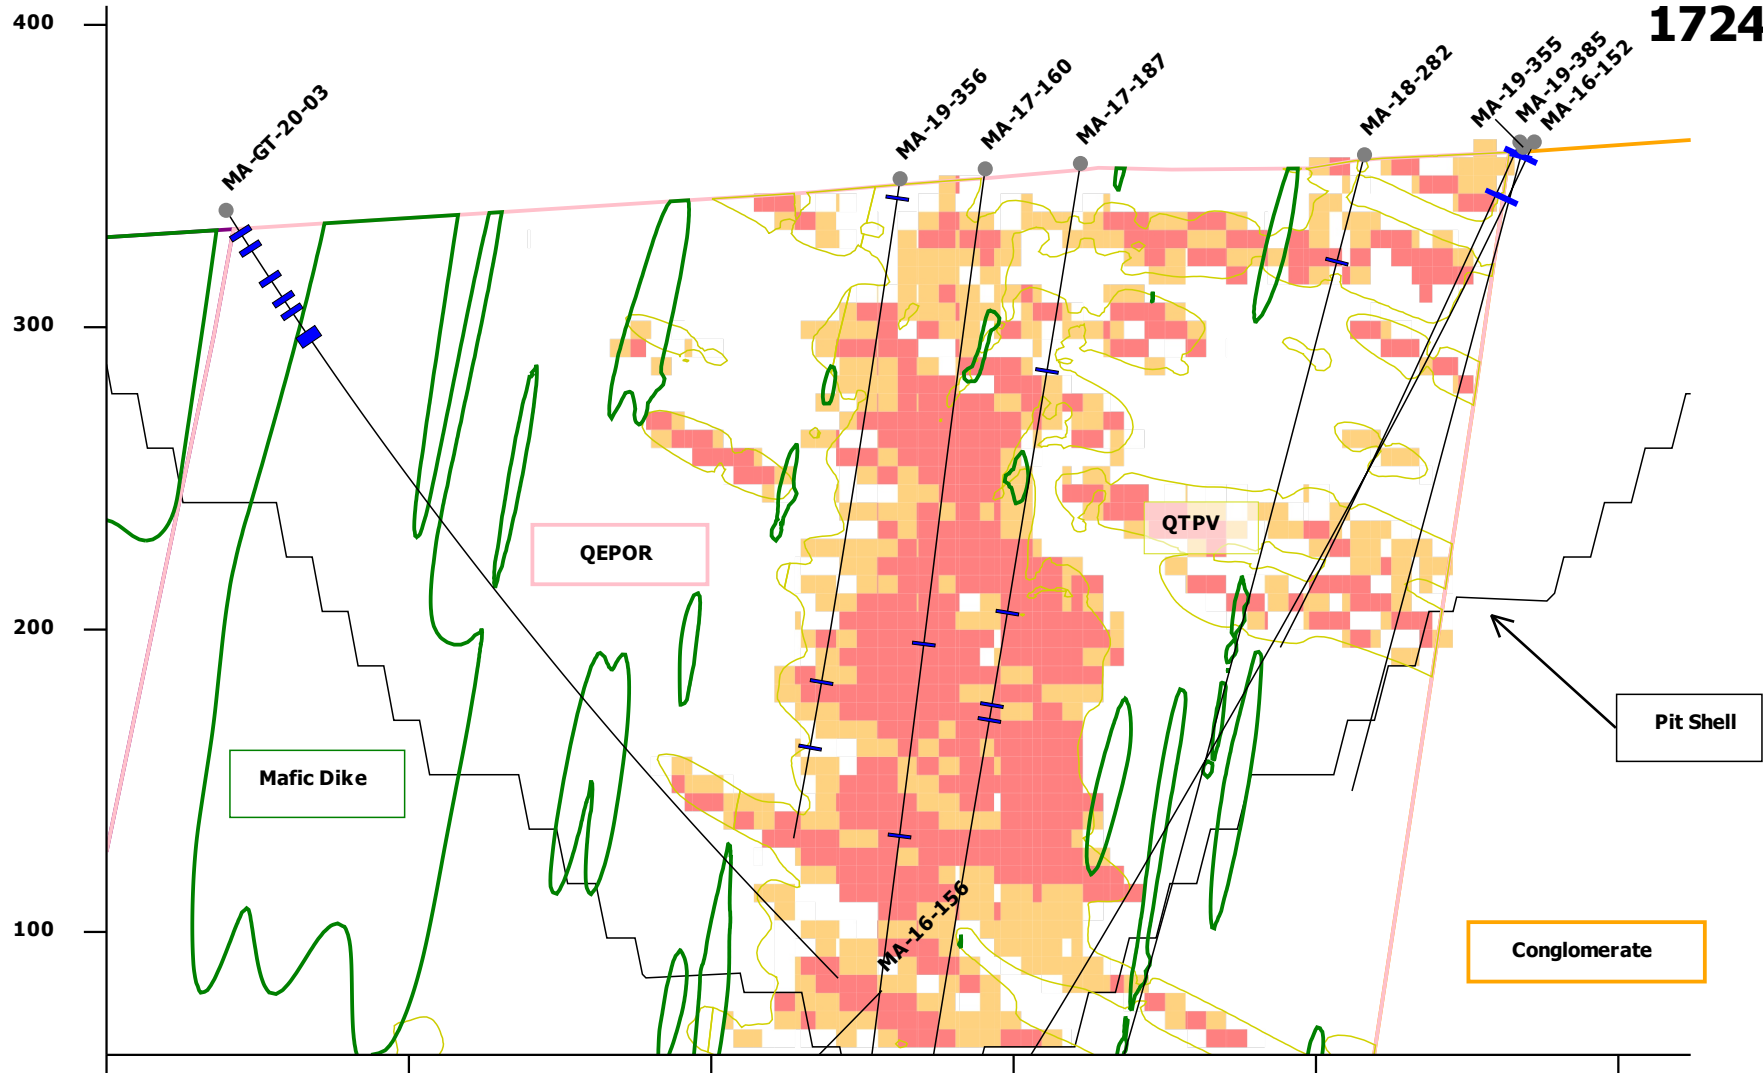 400
1724
MA-GT-20-03
MA-19-356
MA-17-160
MA-17-187
MA-18-282
MA-19-355
MA-19-385
MA-16-152
300
QTPV
QEPOR
200
Pit Shell
Mafic Dike
MA-16-156
100
Conglomerate